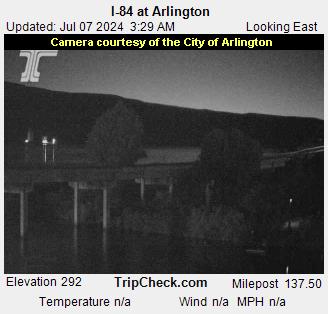 I-84 at Arlington
Updated: Jul 07 2024 3:29 AM Looking East
Camera courtesy of the City of Arlington
Elevation 292 TripCheck.com Milepost 137.50
Temperature n/a Wind n/a MPH n/a